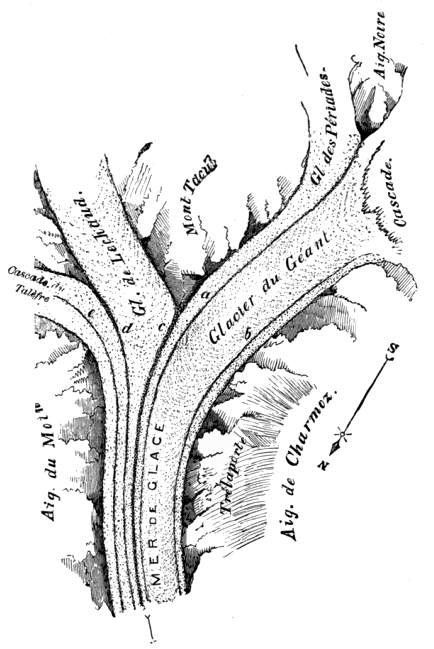 Aig. Noire
Gl. des Périades-
Cascade.
Mont Tacul
Gl. de Léchaud.
Cascade du
Talèfre
a
Glacier du Géant
b
e
d
c
S
N
Aig. du Moine
MER DE GLACE
Trélaporte
Aig. de Charmoz.